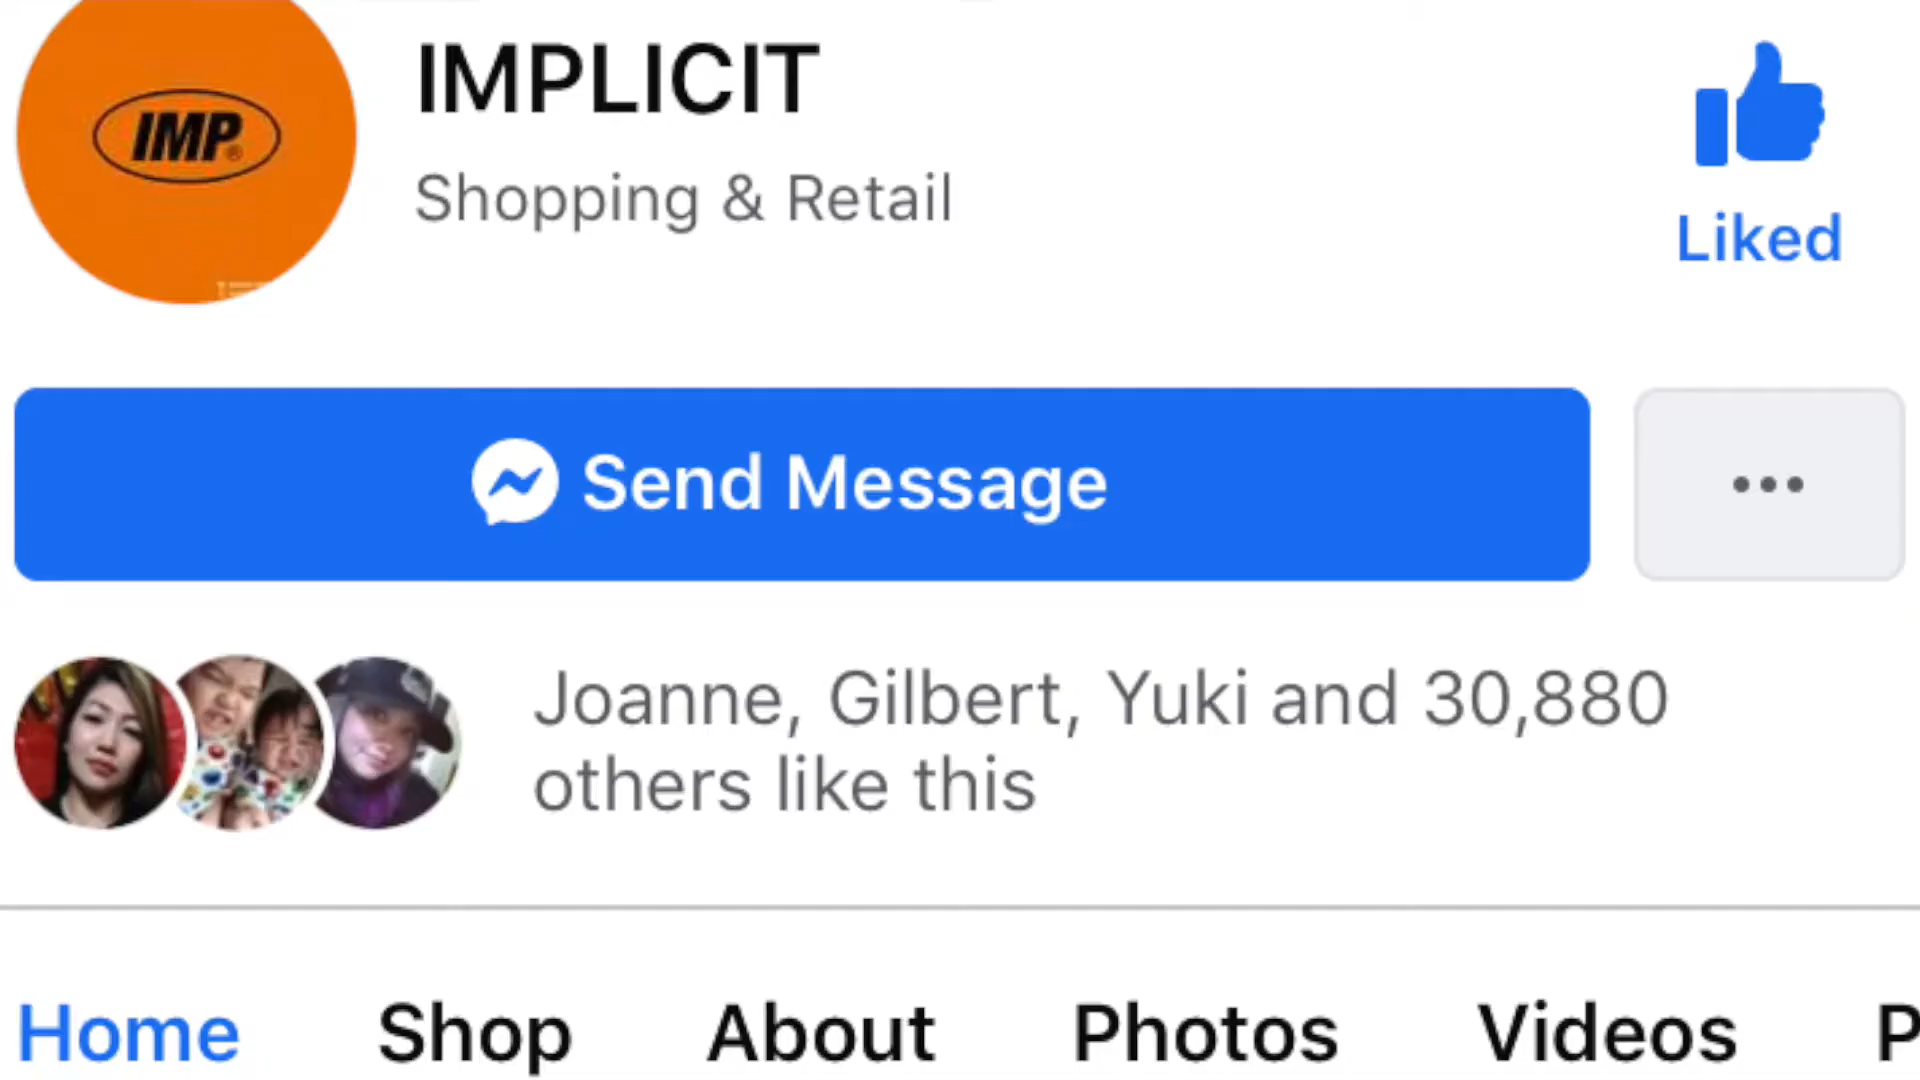 IMPLICIT
IMP®
Shopping & Retail
Liked
Send Message
Joanne, Gilbert, Yuki and 30,880
others like this
Home Shop About Photos Videos P